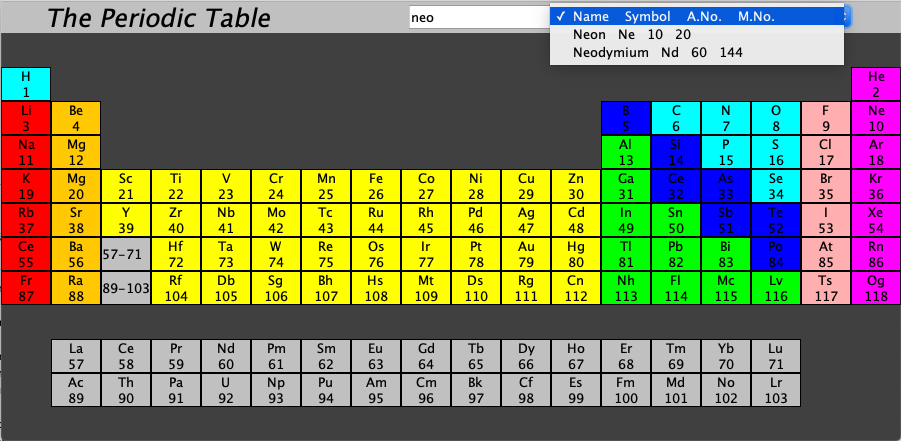 The Periodic Table neo ✓ Name Symbol A.No. M.No.
Neon Ne 10 20
Neodymium Nd 60 144
H He
1 2
Li Be B C N O F Ne
3 4 5 6 7 8 9 10
Na Mg Al Si P S Cl Ar
11 12 13 14 15 16 17 18
K Mg Sc Ti V Cr Mn Fe Co Ni Cu Zn Ga Ce As Se Br Kr
19 20 21 22 23 24 25 26 27 28 29 30 31 32 33 34 35 36
Rb Sr Y Zr Nb Mo Tc Ru Rh Pd Ag Cd In Sn Sb Te I Xe
37 38 39 40 41 42 43 44 45 46 47 48 49 50 51 52 53 54
Ce Ba 57-71 Hf Ta W Re Os Ir Pt Au Hg Tl Pb Bi Po At Rn
55 56 72 73 74 75 76 77 78 79 80 81 82 83 84 85 86
Fr Ra 89-103 Rf Db Sg Bh Hs Mt Ds Rg Cn Nh Fl Mc Lv Ts Og
87 88 104 105 106 107 108 109 110 111 112 113 114 115 116 117 118
La Ce Pr Nd Pm Sm Eu Gd Tb Dy Ho Er Tm Yb Lu
57 58 59 60 61 62 63 64 65 66 67 68 69 70 71
Ac Th Pa U Np Pu Am Cm Bk Cf Es Fm Md No Lr
89 90 91 92 93 94 95 96 97 98 99 100 101 102 103